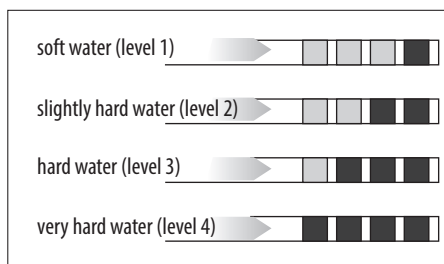 soft water (level 1)
slightly hard water (level 2)
hard water (level 3)
very hard water (level 4)